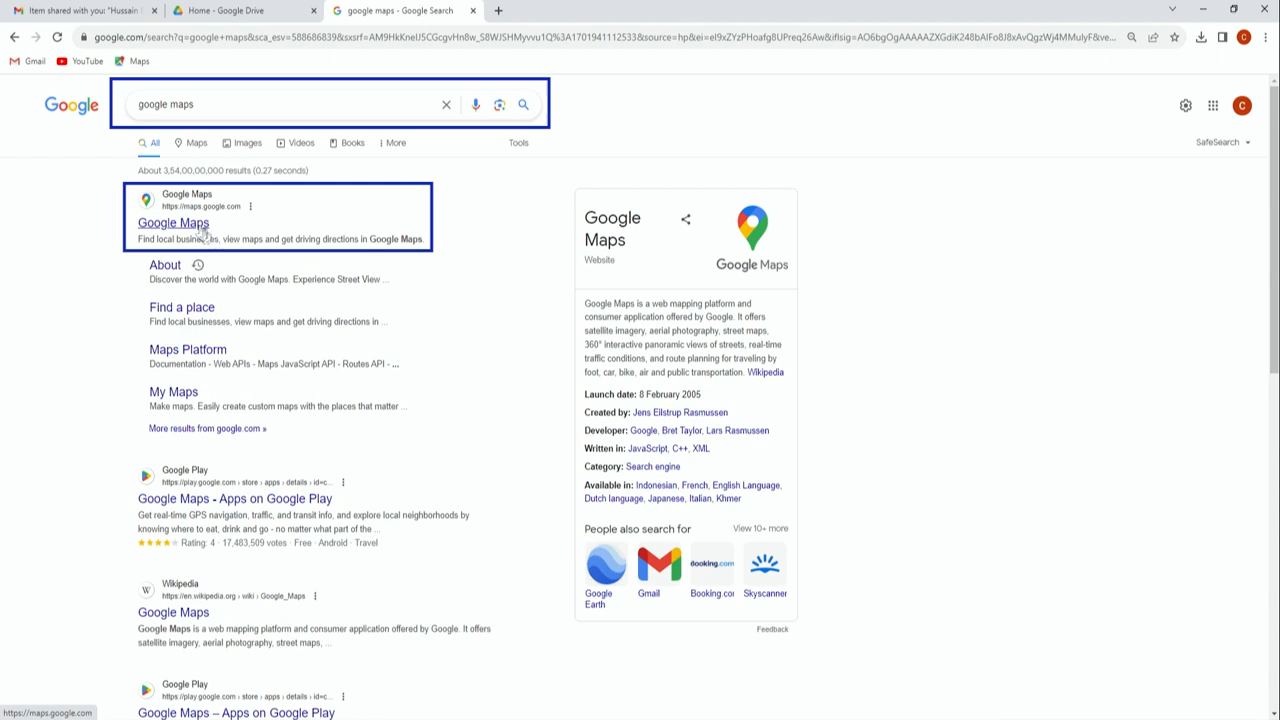 Item shared with you: "Hussain
Home - Google Drive
google maps - Google Search
google.com/search?q=google+maps&sca_esv=588686839&sxsrf=
Gmail
YouTube
Maps
Google
google maps
C
All
Maps
Images
Videos
Books
More
Tools
SafeSearch
About 3,54,00,00,000 results (0.27 seconds)
Google Maps
https://maps.google.com
Google Maps
Find local businesses, view maps and get driving directions in Google Maps.
About
Discover the world with Google Maps. Experience Street View ...
Find a place
Find local businesses, view maps and get driving directions in ...
Maps Platform
Documentation - Web APIs - Maps JavaScript API - Routes API - ...
My Maps
Make maps. Easily create custom maps with the places that matter ...
More results from google.com »
Google Play
https://play.google.com › store › apps › details › id=c...
Google Maps - Apps on Google Play
Get real-time GPS navigation, traffic, and transit info, and explore local neighborhoods by
knowing where to eat, drink and go - no matter what part of the ...
Rating: 4 · 17,483,509 votes · Free · Android · Travel
Wikipedia
https://en.wikipedia.org › wiki › Google_Maps
Google Maps
Google Maps is a web mapping platform and consumer application offered by Google. It offers
satellite imagery, aerial photography, street maps, ...
Google Play
https://play.google.com › store › apps › details › id=c...
Google Maps – Apps on Google Play
Google
Maps
Website
Google Maps
Google Maps is a web mapping platform and
consumer application offered by Google. It offers
satellite imagery, aerial photography, street maps,
360° interactive panoramic views of streets, real-time
traffic conditions, and route planning for traveling by
foot, car, bike, air and public transportation. Wikipedia
Launch date: 8 February 2005
Created by: Jens Eilstrup Rasmussen
Developer: Google, Bret Taylor, Lars Rasmussen
Written in: JavaScript, C++, XML
Category: Search engine
Available in: Indonesian, French, English Language,
Dutch language, Japanese, Italian, Khmer
People also search for
View 10+ more
Booking.com
Google
Earth
Gmail
Booking.cor
Skyscanner
Feedback
https://maps.google.com